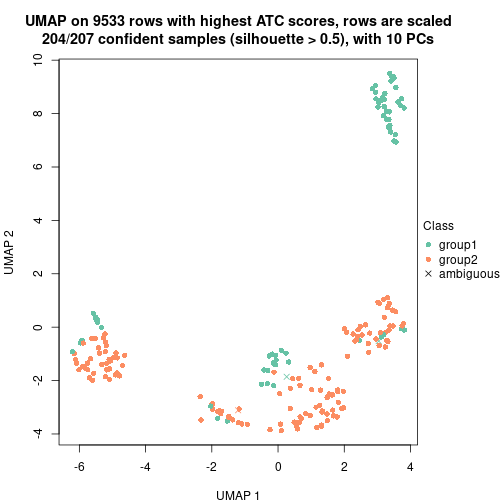 UMAP on 9533 rows with highest ATC scores, rows are scaled
204/207 confident samples (silhouette > 0.5), with 10 PCs
10
8
6
4
2
0
-2
-4
UMAP 2
-6
-4
-2
0
2
4
UMAP 1
Class
group1
group2
ambiguous